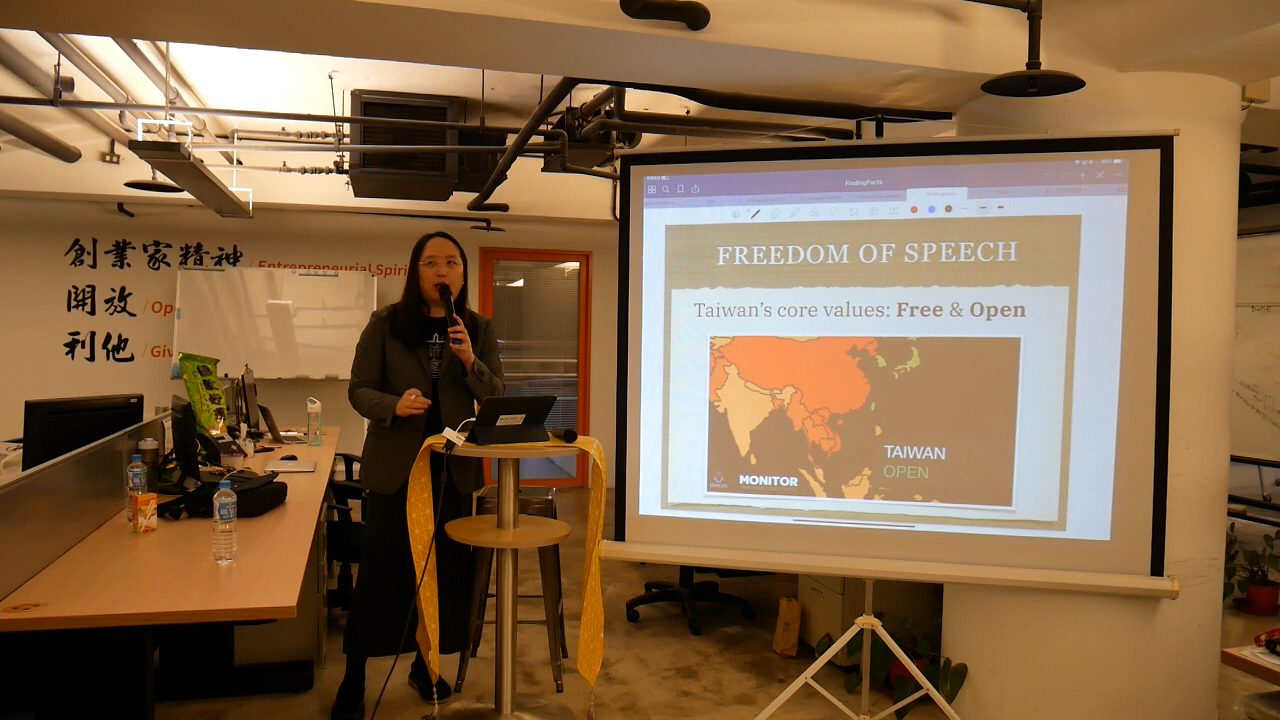 創業家精神 / Entrepreneurial Spiri
開放 / Op
利他 / Giv
FindingFacts
FREEDOM OF SPEECH
Taiwan's core values: Free & Open
TAIWAN
OPEN
MONITOR